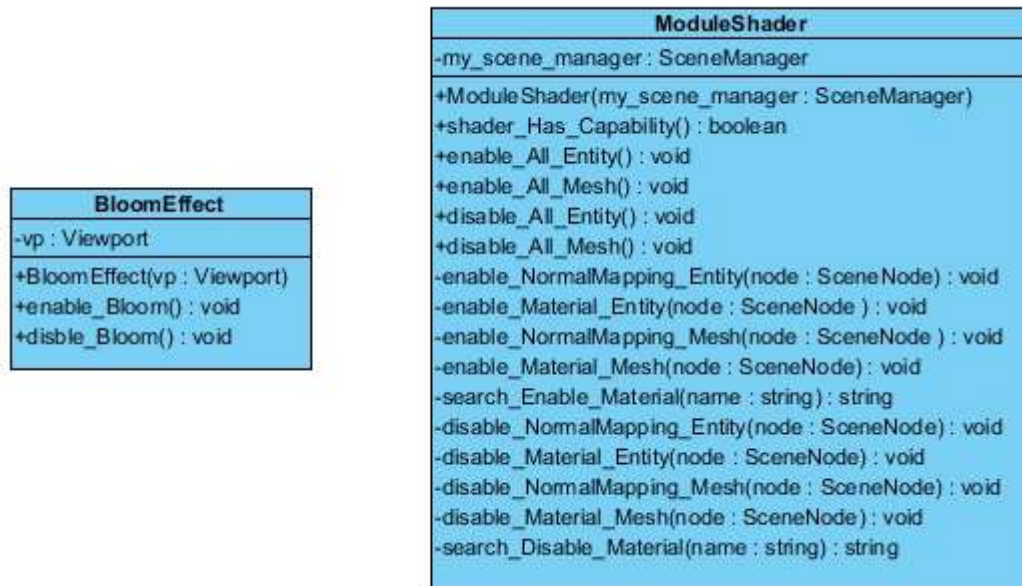 BloomEffect
-vp : Viewport
+BloomEffect(vp : Viewport)
+enable_Bloom() : void
+disble_Bloom() : void
ModuleShader
-my_scene_manager : SceneManager
+ModuleShader(my_scene_manager : SceneManager)
+shader_Has_Capability() : boolean
+enable_All_Entity() : void
+enable_All_Mesh() : void
+disable_All_Entity() : void
+disable_All_Mesh() : void
-enable_NormalMapping_Entity(node : SceneNode) : void
-enable_Material_Entity(node : SceneNode ) : void
-enable_NormalMapping_Mesh(node : SceneNode ) : void
-enable_Material_Mesh(node : SceneNode) : void
-search_Enable_Material(name : string) : string
-disable_NormalMapping_Entity(node : SceneNode) : void
-disable_Material_Entity(node : SceneNode) : void
-disable_NormalMapping_Mesh(node : SceneNode) : void
-disable_Material_Mesh(node : SceneNode) : void
-search_Disable_Material(name : string) : string